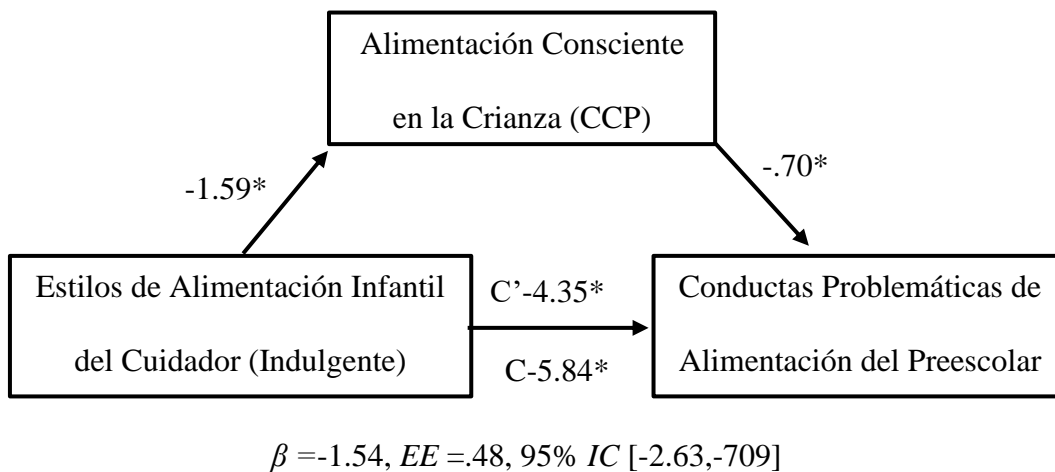 Alimentación Consciente
en la Crianza (CCP)
-1.59*
-.70*
Estilos de Alimentación Infantil
del Cuidador (Indulgente)
C’-4.35*
C-5.84*
Conductas Problemáticas de
Alimentación del Preescolar
β =-1.54, EE =.48, 95% IC [-2.63,-709]